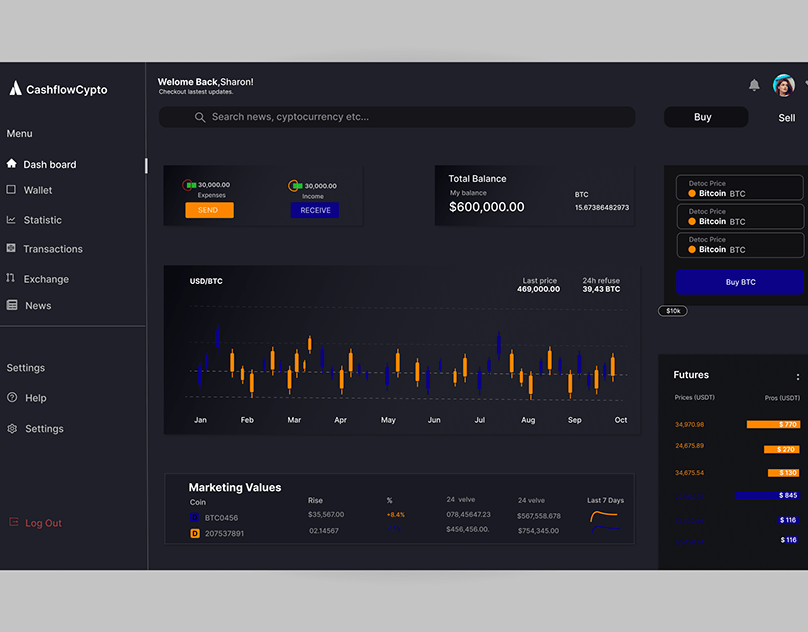 CashflowCypto
Menu
Dash board
Wallet
Statistic
Transactions
Exchange
News
Settings
Help
Settings
Log Out
Welome Back,Sharon!
Checkout lastest updates.
Search news, cyptocurrency etc...
Buy
Sell
30,000.00
Expenses
SEND
30,000.00
Income
RECEIVE
Total Balance
My balance
$600,000.00
BTC
15.67386482973
Detoc Price
Bitcoin BTC
Detoc Price
Bitcoin BTC
Detoc Price
Bitcoin BTC
Buy BTC
$10k
USD/BTC
Last price
469,000.00
24h refuse
39,43 BTC
Jan Feb Mar Apr May Jun Jul Aug Sep Oct
Futures
Prices (USDT) Pros (USDT)
34,970.98 $ 770
24,675.89 $ 270
34,675.54 $ 130
$ 845
$ 116
$ 116
Marketing Values
Coin Rise % 24 velve 24 velve Last 7 Days
BTC0456 $35,567.00 +8.4% 078,45647.23 $567,558.678
D 207537891 02.14567 $456,456.00. $754,345.00